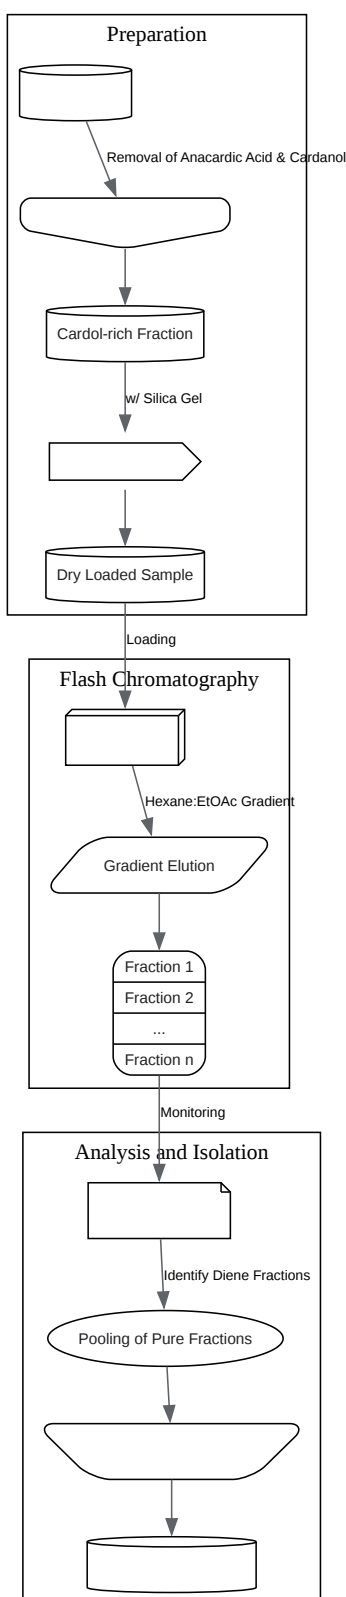 Preparation
Removal of Anacardic Acid & Cardanol
Cardol-rich Fraction
w/ Silica Gel
Dry Loaded Sample
Loading
Flash Chromatography
Hexane:EtOAc Gradient
Gradient Elution
Fraction 1
Fraction 2
...
Fraction n
Monitoring
Analysis and Isolation
Identify Diene Fractions
Pooling of Pure Fractions